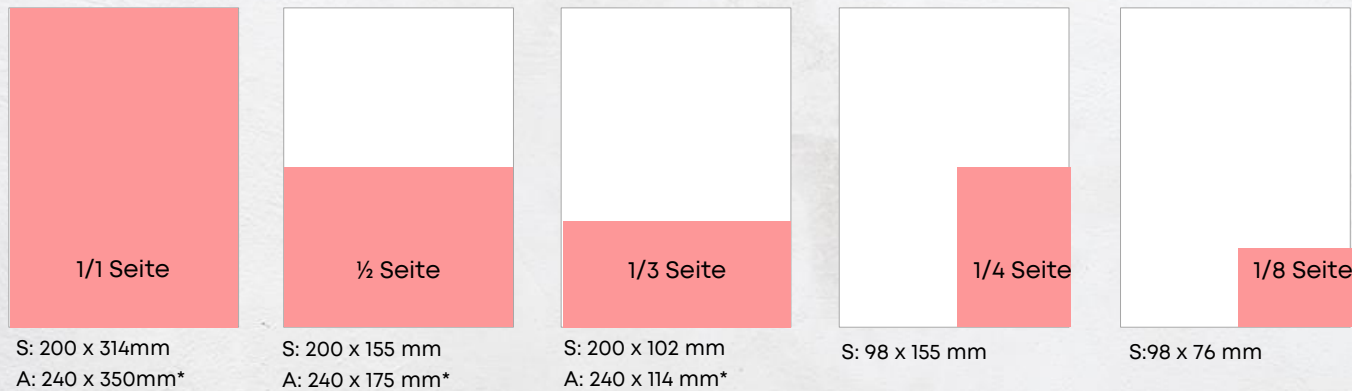 1/1 Seite
½ Seite
1/3 Seite
1/4 Seite
1/8 Seite
S: 200 x 314mm
A: 240 x 350mm*
S: 200 x 155 mm
A: 240 x 175 mm*
S: 200 x 102 mm
A: 240 x 114 mm*
S: 98 x 155 mm
S:98 x 76 mm